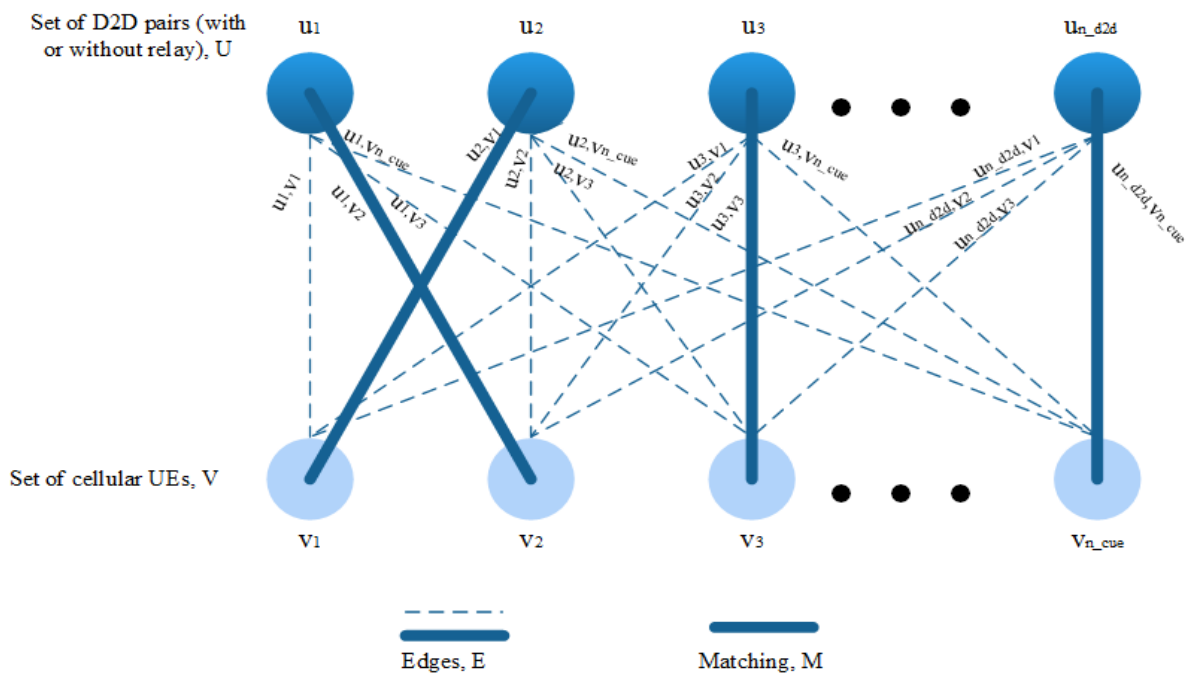 Set of D2D pairs (with
or without relay), U
u1
u2
u3
un_d2d
u1,v1
u1,v2
u1,v3
u1,vn_cue
u2,v1
u2,v2
u2,v3
u2,vn_cue
u3,v1
u3,v2
u3,v3
u3,vn_cue
un_d2d,v1
un_d2d,v2
un_d2d,v3
un_d2d,vn_cue
Set of cellular UEs, V
v1
v2
v3
vn_cue
Edges, E
Matching, M